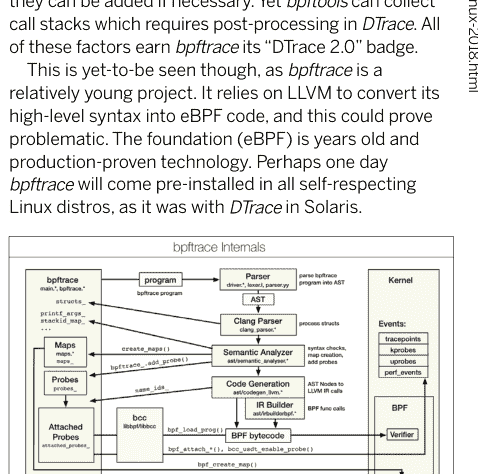 they can be added if necessary. Yet bpftools can collect
call stacks which requires post-processing in DTrace. All
of these factors earn bpftrace its “DTrace 2.0” badge.
This is yet-to-be seen though, as bpftrace is a
relatively young project. It relies on LLVM to convert its
high-level syntax into eBPF code, and this could prove
problematic. The foundation (eBPF) is years old and
production-proven technology. Perhaps one day
bpftrace will come pre-installed in all self-respecting
Linux distros, as it was with DTrace in Solaris.
nux-2018.html
bpftrace Internals
bpftrace
main.*, bpftrace.*
structs_
printf_args_
stackid_map_
...
Maps
maps.*
maps_
Probes
probes_
Attached
Probes
attached_probes_
program
bpftrace program
Parser
driver.*, lexer.l, parser.yy
parse bpftrace
program into AST
AST
Clang Parser
clang_parser.*
process structs
create_maps()
Semantic Analyzer
ast/semantic_analyser.*
syntax checks,
map creation,
add probes
bpftrace_.add_probe()
Code Generation
ast/codegen_llvm.*
AST Nodes to
LLVM IR calls
same_ids_
IR Builder
ast/irbuilderbpf.*
BPF func calls
bcc
libbpf/libbcc
bpf_load_prog()
BPF bytecode
bpf_attach_*(), bcc_usdt_enable_probe()
bpf_create_map()
Kernel
Events:
tracepoints
kprobes
uprobes
perf_events
BPF
Verifier